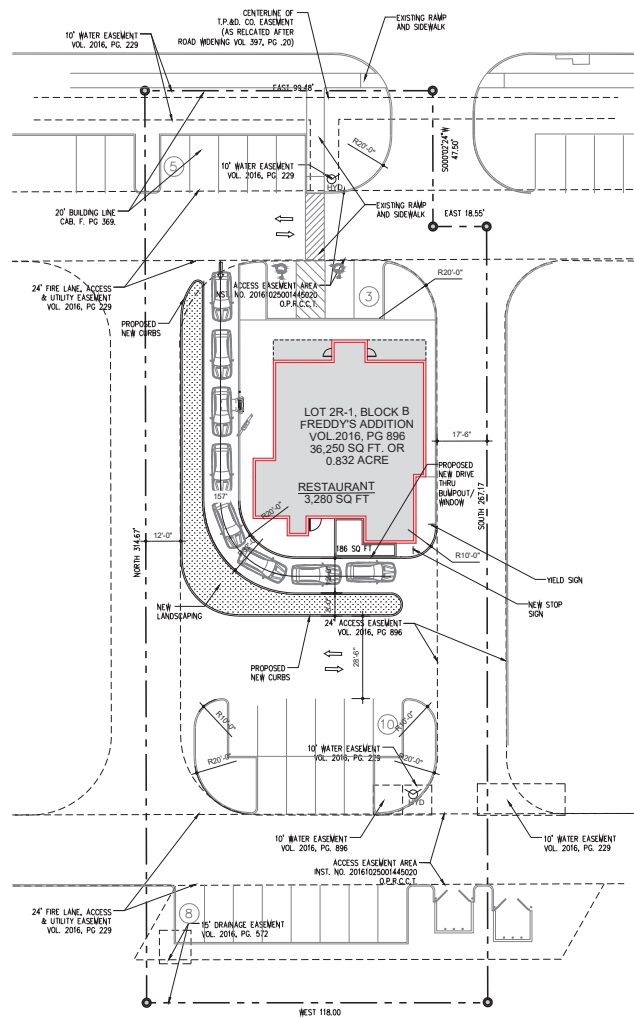 CENTERLINE OF
T.P.&D. CO. EASEMENT
(AS RELCATED AFTER
ROAD WIDENING VOL 397, PG .20)
EXISTING RAMP
AND SIDEWALK
10' WATER EASEMENT
VOL. 2016, PG. 229
EAST 99.48'
R20'-0"
S000°02'24"W
47.50'
5
10' WATER EASEMENT
VOL. 2016, PG 229
HYD
20' BUILDING LINE
CAB. F. PG 369.
EXISTING RAMP
AND SIDEWALK
EAST 18.55'
24' FIRE LANE, ACCESS
& UTILITY EASEMENT
VOL. 2016, PG 229
ACCESS EASEMENT AREA
INST. NO. 20161025001445020
O.P.R.C.C.T.
3
R20'-0"
PROPOSED
NEW CURBS
LOT 2R-1, BLOCK B
FREDDY'S ADDITION
VOL.2016, PG 896
36,250 SQ FT. OR
0.832 ACRE
RESTAURANT
3,280 SQ FT
17'-6"
PROPOSED
NEW DRIVE
THRU
BUMPOUT/
WINDOW
SOUTH 267.17
157'
R20'-0"
NORTH 314.67'
12'-0"
186 SQ FT
R10'-0"
YIELD SIGN
NEW STOP
SIGN
NEW
LANDSCAPING
24' ACCESS EASEMENT
VOL. 2016, PG 896
PROPOSED
NEW CURBS
28'-6"
R10'-0"
10
R10'-0"
R20'-0"
R20'-0"
10' WATER EASEMENT
VOL. 2016, PG. 229
HYD
10' WATER EASEMENT
VOL. 2016, PG 896
10' WATER EASEMENT
VOL. 2016, PG. 229
ACCESS EASEMENT AREA
INST. NO. 20161025001445020
O.P.R.C.C.T.
24' FIRE LANE, ACCESS
& UTILITY EASEMENT
VOL. 2016, PG 229
8
15' DRAINAGE EASEMENT
VOL. 2016, PG. 572
WEST 118.00